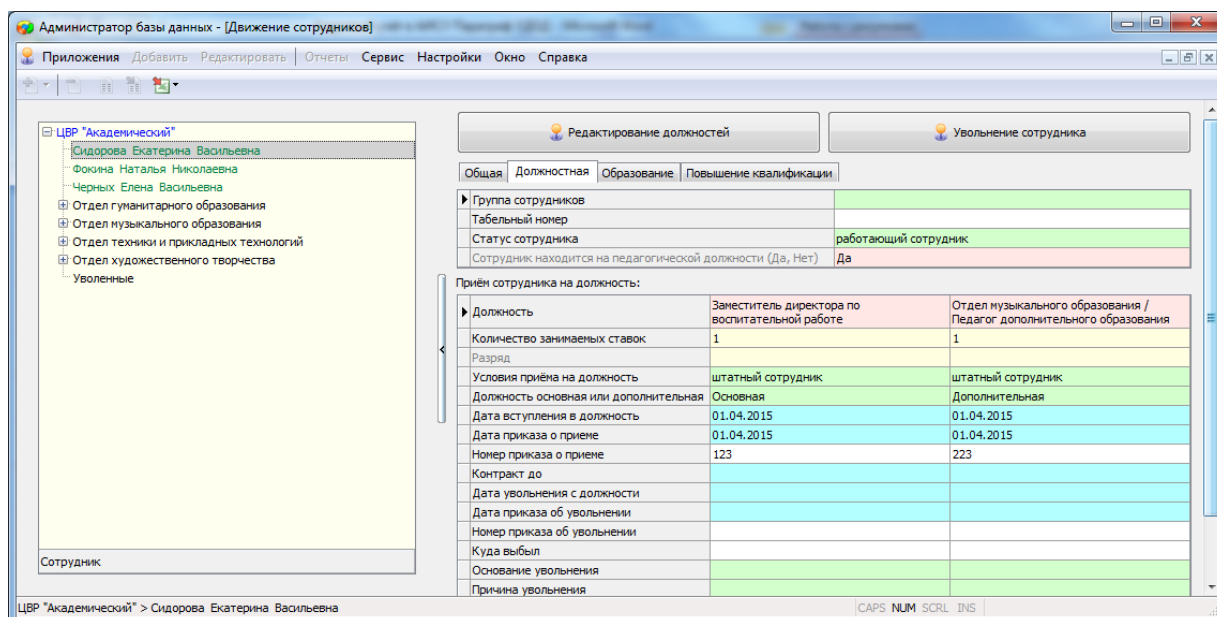 Администратор базы данных - [Движение сотрудников]
Приложения Добавить Редактировать Отчеты Сервис Настройки Окно Справка
ЦВР "Академический"
Сидорова Екатерина Васильевна
Фокина Наталья Николаевна
Черных Елена Васильевна
Отдел гуманитарного образования
Отдел музыкального образования
Отдел техники и прикладных технологий
Отдел художественного творчества
Уволенные
Сотрудник
Редактирование должностей
Увольнение сотрудника
Общая Должностная Образование Повышение квалификации
Группа сотрудников
Табельный номер
Статус сотрудника работающий сотрудник
Сотрудник находится на педагогической должности (Да, Нет) Да
Приём сотрудника на должность:
Должность
Заместитель директора по
воспитательной работе
Отдел музыкального образования /
Педагог дополнительного образования
Количество занимаемых ставок 1 1
Разряд
Условия приёма на должность штатный сотрудник штатный сотрудник
Должность основная или дополнительная Основная Дополнительная
Дата вступления в должность 01.04.2015 01.04.2015
Дата приказа о приеме 01.04.2015 01.04.2015
Номер приказа о приеме 123 223
Контракт до
Дата увольнения с должности
Дата приказа об увольнении
Номер приказа об увольнении
Куда выбыл
Основание увольнения
Причина увольнения
ЦВР "Академический" > Сидорова Екатерина Васильевна
CAPS NUM SCRL INS